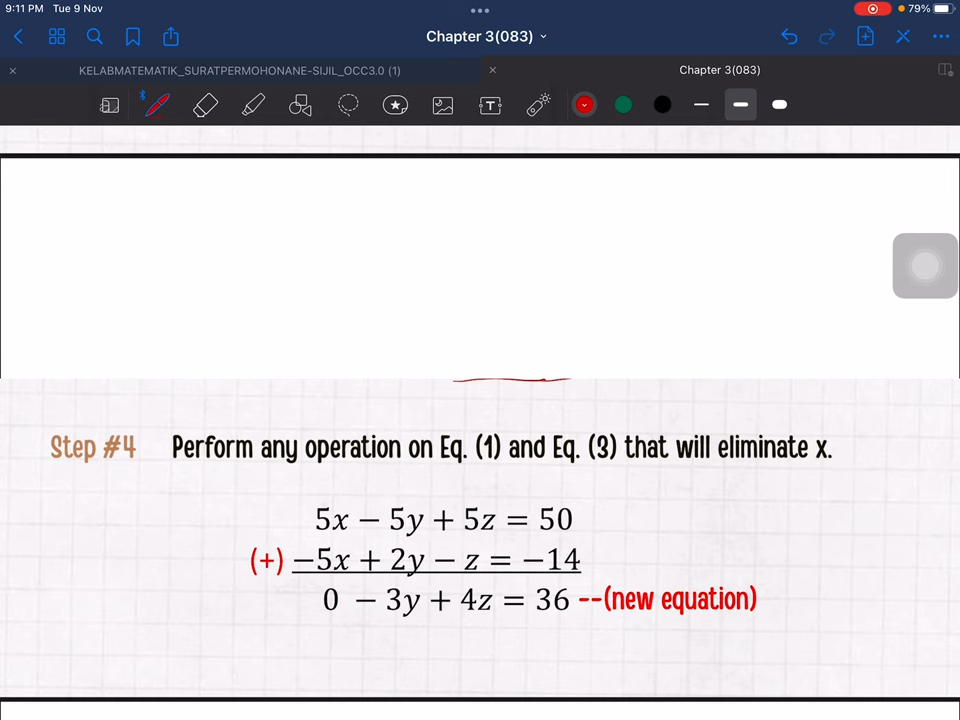 9:11 PM Tue 9 Nov
79%
Chapter 3(083)
KELABMATEMATIK_SURATPERMOHONANE-SIJIL_OCC3.0 (1)
Chapter 3(083)
T
Step #4 Perform any operation on Eq. (1) and Eq. (3) that will eliminate x.
5x − 5y + 5z = 50
(+) −5x + 2y − z = −14
0 − 3y + 4z = 36 --(new equation)